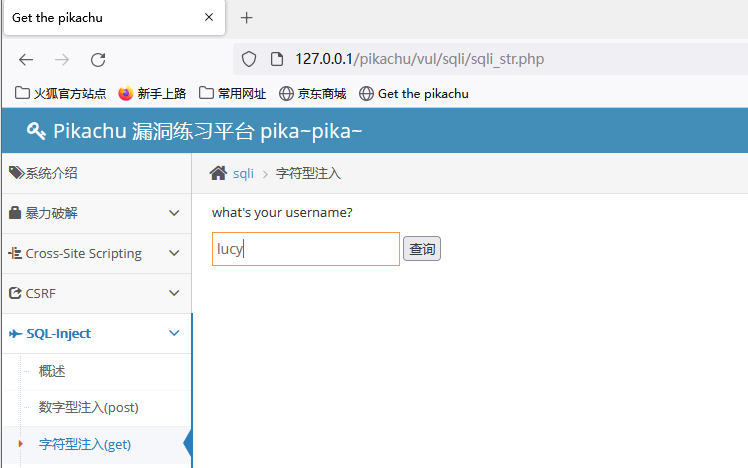 Get the pikachu
127.0.0.1/pikachu/vul/sqli/sqli_str.php
火狐官方站点 新手上路 常用网址 京东商城 Get the pikachu
Pikachu 漏洞练习平台 pika~pika~
系统介绍
sqli > 字符型注入
暴力破解
what's your username?
lucy 查询
Cross-Site Scripting
CSRF
SQL-Inject
概述
数字型注入(post)
字符型注入(get)